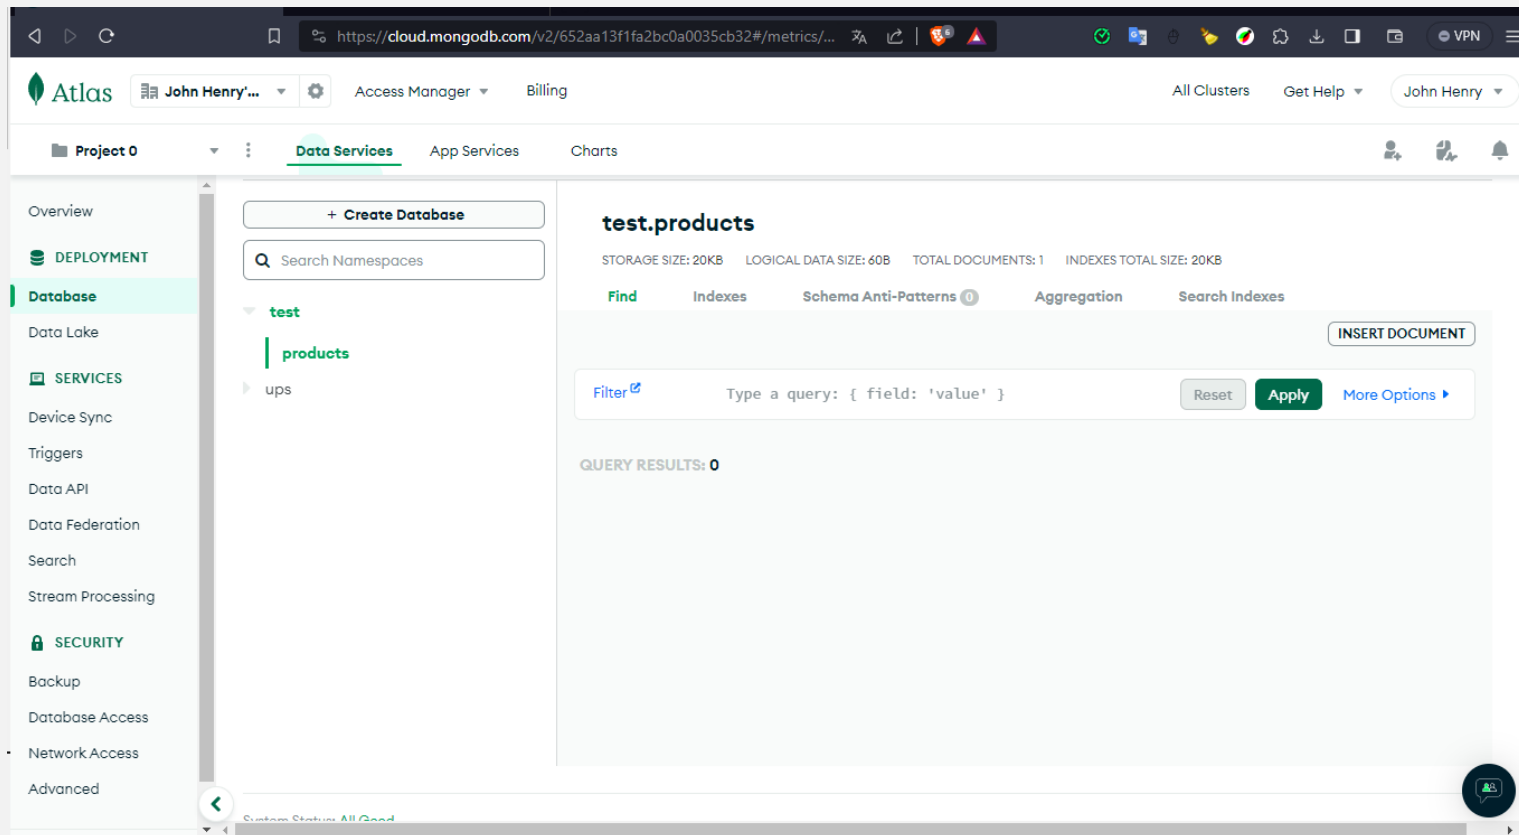 https://cloud.mongodb.com/v2/652aa13f1fa2bc0a0035cb32#/metrics/...
6
VPN
Atlas
John Henry'...
Access Manager
Billing
All Clusters
Get Help
John Henry
Project 0
Data Services
App Services
Charts
Overview
DEPLOYMENT
Database
Data Lake
SERVICES
Device Sync
Triggers
Data API
Data Federation
Search
Stream Processing
SECURITY
Backup
Database Access
Network Access
Advanced
+ Create Database
Search Namespaces
test
products
ups
test.products
STORAGE SIZE: 20KB LOGICAL DATA SIZE: 60B TOTAL DOCUMENTS: 1 INDEXES TOTAL SIZE: 20KB
Find Indexes Schema Anti-Patterns 0 Aggregation Search Indexes
INSERT DOCUMENT
Filter Type a query: { field: 'value' } Reset Apply More Options
QUERY RESULTS: 0
System Status: All Good